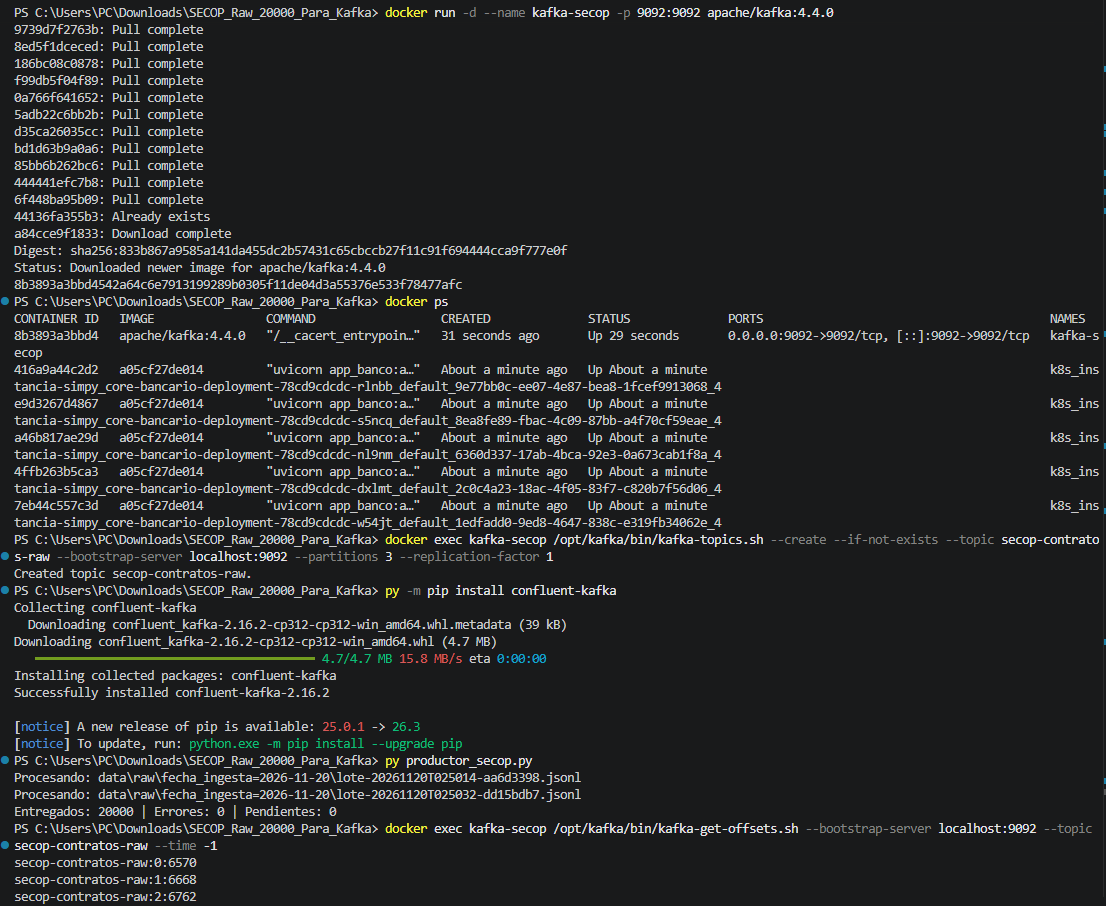 PS C:\Users\PC\Downloads\SECOP_Raw_20000_Para_Kafka> docker run -d --name kafka-secop -p 9092:9092 apache/kafka:4.4.0
9739d7f2763b: Pull complete
8ed5f1dceced: Pull complete
186bc08c0878: Pull complete
f99db5f04f89: Pull complete
0a766f641652: Pull complete
5adb22c6bb2b: Pull complete
d35ca26035cc: Pull complete
bd1d63b9a0a6: Pull complete
85bb6b262bc6: Pull complete
444441efc7b8: Pull complete
6f448ba95b09: Pull complete
44136fa355b3: Already exists
a84cce9f1833: Download complete
Digest: sha256:833b867a9585a141da455dc2b57431c65cbccb27f11c91f694444cca9f777e0f
Status: Downloaded newer image for apache/kafka:4.4.0
8b3893a3bbd4542a64c6e7913199289b0305f11de04d3a55376e533f78477afc
PS C:\Users\PC\Downloads\SECOP_Raw_20000_Para_Kafka> docker ps
CONTAINER ID   IMAGE                COMMAND                  CREATED              STATUS              PORTS                                         NAMES
8b3893a3bbd4   apache/kafka:4.4.0   "/__cacert_entrypoin…"   31 seconds ago       Up 29 seconds       0.0.0.0:9092->9092/tcp, [::]:9092->9092/tcp   kafka-s
ecop
416a9a44c2d2   a05cf27de014         "uvicorn app_banco:a…"   About a minute ago   Up About a minute                                                 k8s_ins
tancia-simpy_core-bancario-deployment-78cd9cdcdc-rlnbb_default_9e77bb0c-ee07-4e87-bea8-1fcef9913068_4
e9d3267d4867   a05cf27de014         "uvicorn app_banco:a…"   About a minute ago   Up About a minute                                                 k8s_ins
tancia-simpy_core-bancario-deployment-78cd9cdcdc-s5ncq_default_8ea8fe89-fbac-4c09-87bb-a4f70cf59eae_4
a46b817ae29d   a05cf27de014         "uvicorn app_banco:a…"   About a minute ago   Up About a minute                                                 k8s_ins
tancia-simpy_core-bancario-deployment-78cd9cdcdc-nl9nm_default_6360d337-17ab-4bca-92e3-0a673cab1f8a_4
4ffb263b5ca3   a05cf27de014         "uvicorn app_banco:a…"   About a minute ago   Up About a minute                                                 k8s_ins
tancia-simpy_core-bancario-deployment-78cd9cdcdc-dxlmt_default_2c0c4a23-18ac-4f05-83f7-c820b7f56d06_4
7eb44c557c3d   a05cf27de014         "uvicorn app_banco:a…"   About a minute ago   Up About a minute                                                 k8s_ins
tancia-simpy_core-bancario-deployment-78cd9cdcdc-w54jt_default_1edfadd0-9ed8-4647-838c-e319fb34062e_4
PS C:\Users\PC\Downloads\SECOP_Raw_20000_Para_Kafka> docker exec kafka-secop /opt/kafka/bin/kafka-topics.sh --create --if-not-exists --topic secop-contrato
s-raw --bootstrap-server localhost:9092 --partitions 3 --replication-factor 1
Created topic secop-contratos-raw.
PS C:\Users\PC\Downloads\SECOP_Raw_20000_Para_Kafka> py -m pip install confluent-kafka
Collecting confluent-kafka
  Downloading confluent_kafka-2.16.2-cp312-cp312-win_amd64.whl.metadata (39 kB)
Downloading confluent_kafka-2.16.2-cp312-cp312-win_amd64.whl (4.7 MB)
4.7/4.7 MB 15.8 MB/s eta 0:00:00
Installing collected packages: confluent-kafka
Successfully installed confluent-kafka-2.16.2
[notice] A new release of pip is available: 25.0.1 -> 26.3
[notice] To update, run: python.exe -m pip install --upgrade pip
PS C:\Users\PC\Downloads\SECOP_Raw_20000_Para_Kafka> py productor_secop.py
Procesando: data\raw\fecha_ingesta=2026-11-20\lote-20261120T025014-aa6d3398.jsonl
Procesando: data\raw\fecha_ingesta=2026-11-20\lote-20261120T025032-dd15bdb7.jsonl
Entregados: 20000 | Errores: 0 | Pendientes: 0
PS C:\Users\PC\Downloads\SECOP_Raw_20000_Para_Kafka> docker exec kafka-secop /opt/kafka/bin/kafka-get-offsets.sh --bootstrap-server localhost:9092 --topic
secop-contratos-raw --time -1
secop-contratos-raw:0:6570
secop-contratos-raw:1:6668
secop-contratos-raw:2:6762